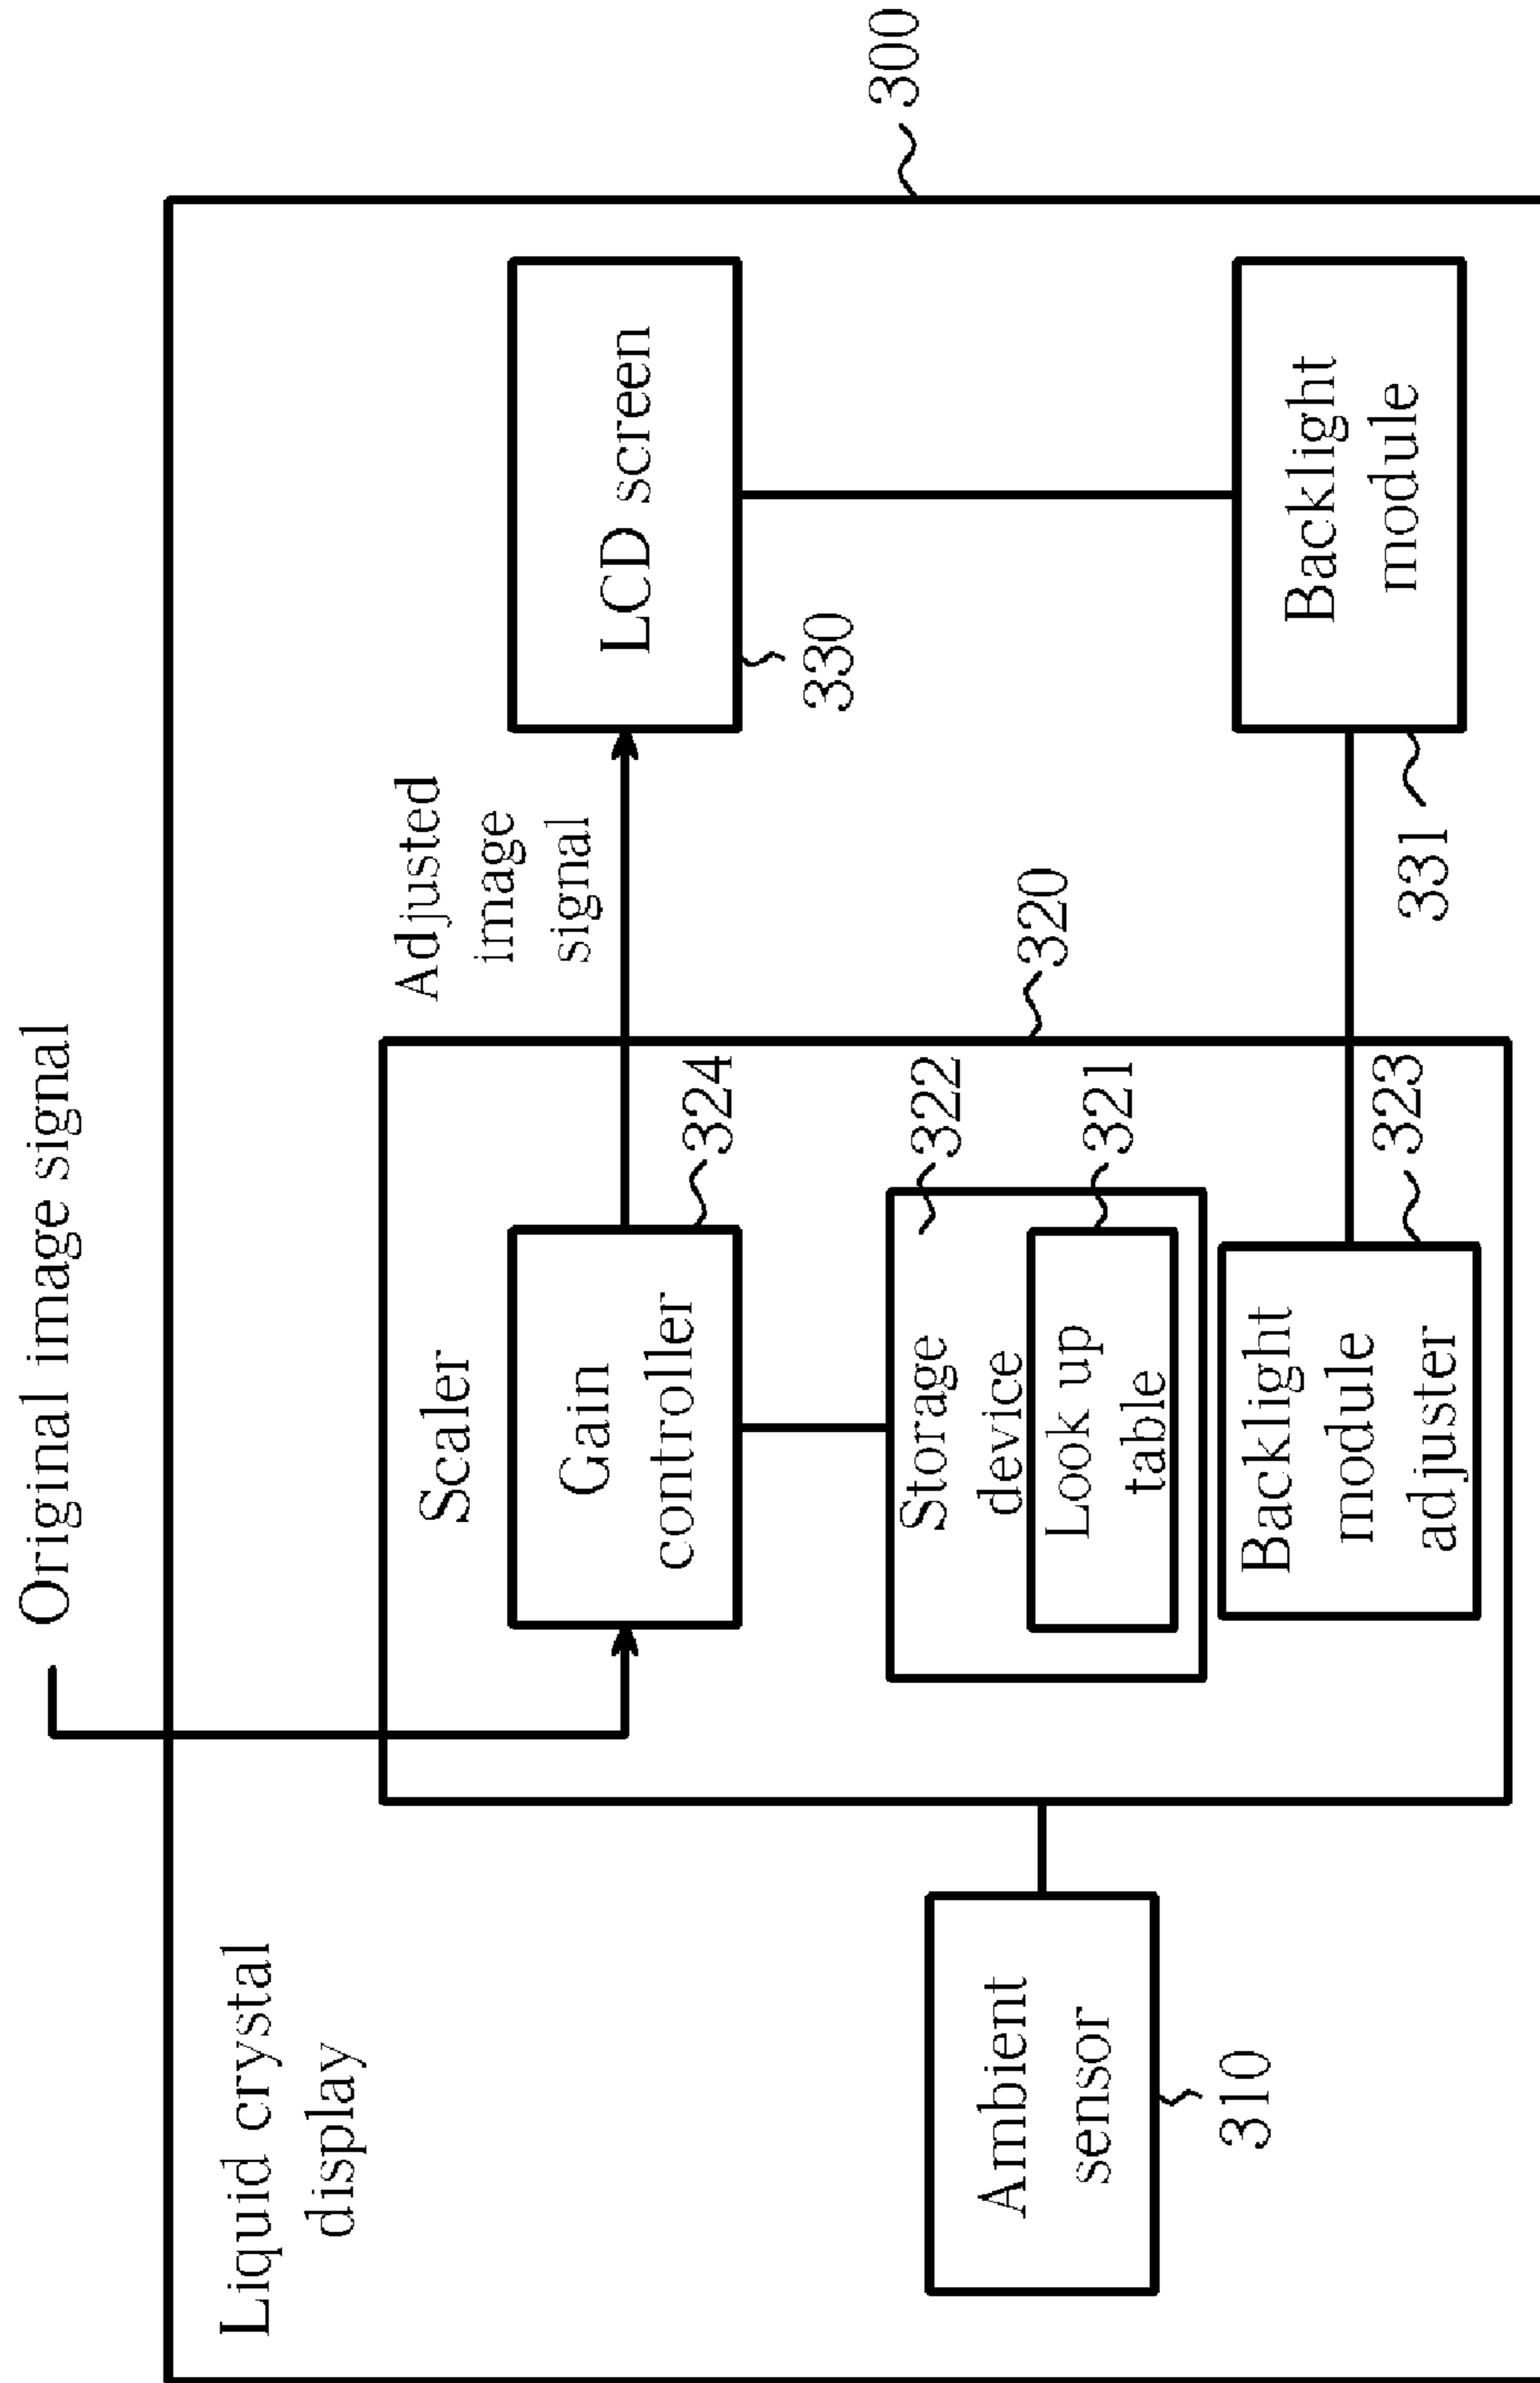 Original image signal
Liquid crystal
display
300
Scaler
320
Adjusted
image
signal
Gain
controller
324
LCD screen
330
Storage
device
322
Look up
table
321
Ambient
sensor
310
Backlight
module
adjuster
323
Backlight
module
331